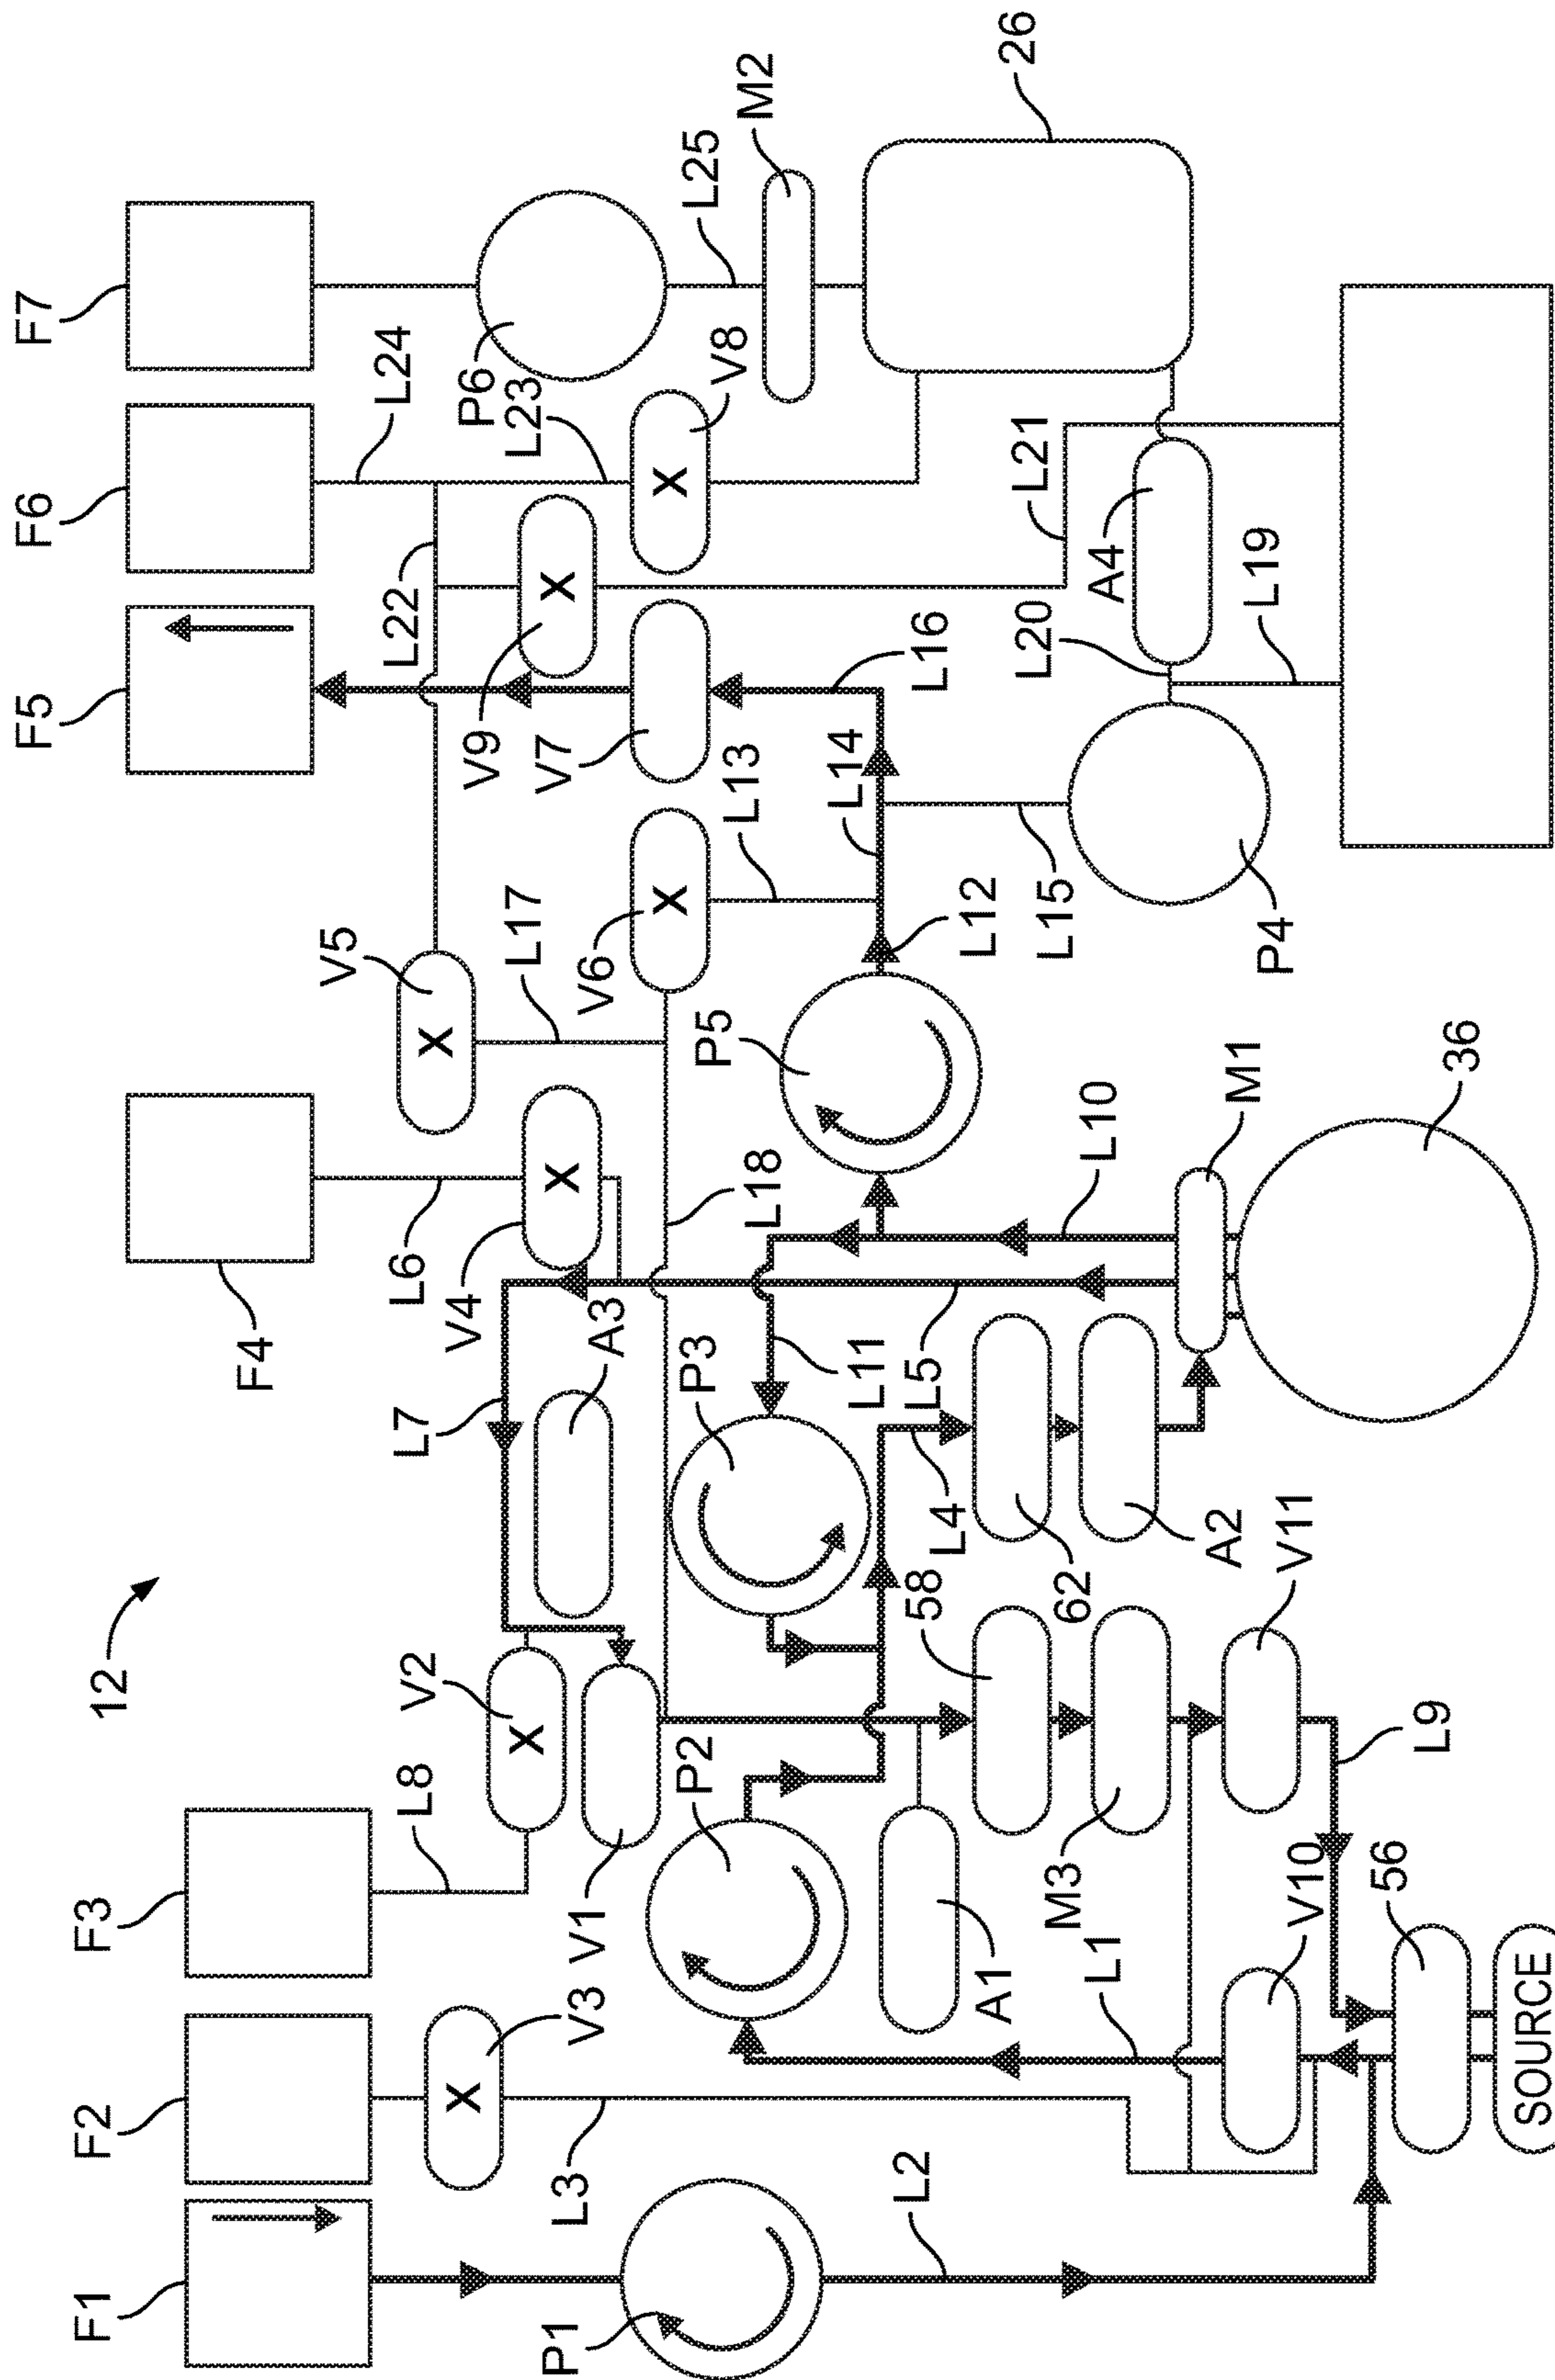 12
F1
F2
F3
F4
F5
F6
F7
L8
V3
V2
L7
L6
V5
L22
L24
V4
A3
V9
L17
P6
L23
L25
M2
V1
L3
P1
P2
P3
L18
V6
V7
L13
V8
L11
P5
L14
L16
58
L4
L5
L12
26
A1
L1
L2
M3
62
A2
V11
L10
L15
L20
A4
L21
M1
P4
L19
V10
L9
56
36
SOURCE
X
X
X
X
X
X
X